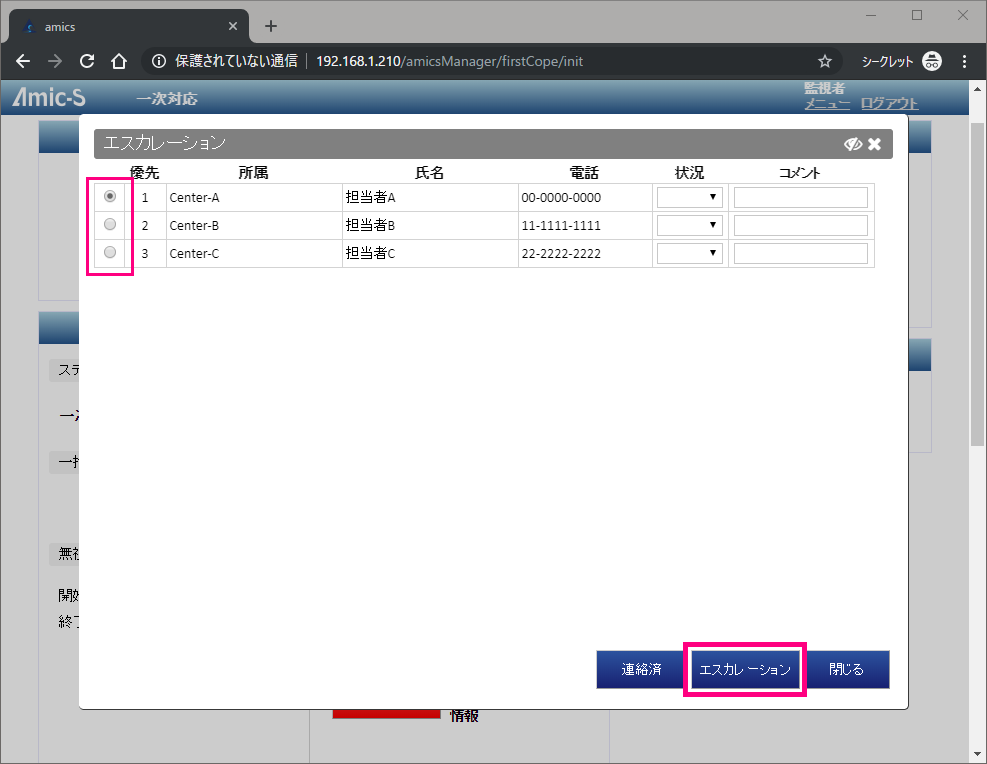 amics
保護されていない通信 192.168.1.210/amicsManager/firstCope/init シークレット
Amic-S 一次対応 監視者
メニュー ログアウト
エスカレーション
優先 所属 氏名 電話 状況 コメント
1 Center-A 担当者A 00-0000-0000
2 Center-B 担当者B 11-1111-1111
3 Center-C 担当者C 22-2222-2222
ステ
一
無
開始
終了
連絡済 エスカレーション 閉じる
情報